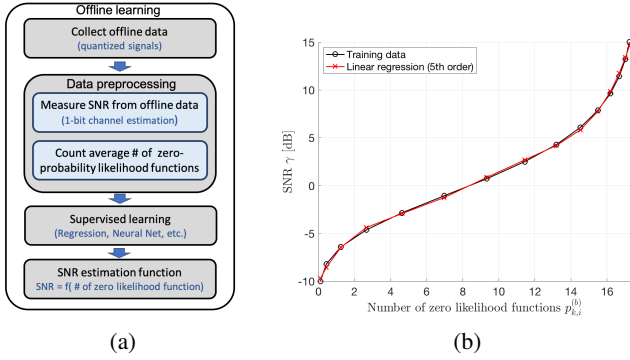 Offline learning
Collect offline data
(quantized signals)
Data preprocessing
Measure SNR from offline data
(1-bit channel estimation)
Count average # of zero-
probability likelihood functions
Supervised learning
(Regression, Neural Net, etc.)
SNR estimation function
SNR = f( # of zero likelihood function)
(a)
15
10
5
0
-5
-10
SNR γ [dB]
Training data
Linear regression (5th order)
0 2 4 6 8 10 12 14 16
Number of zero likelihood functions p_{k,i}^{(b)}
(b)